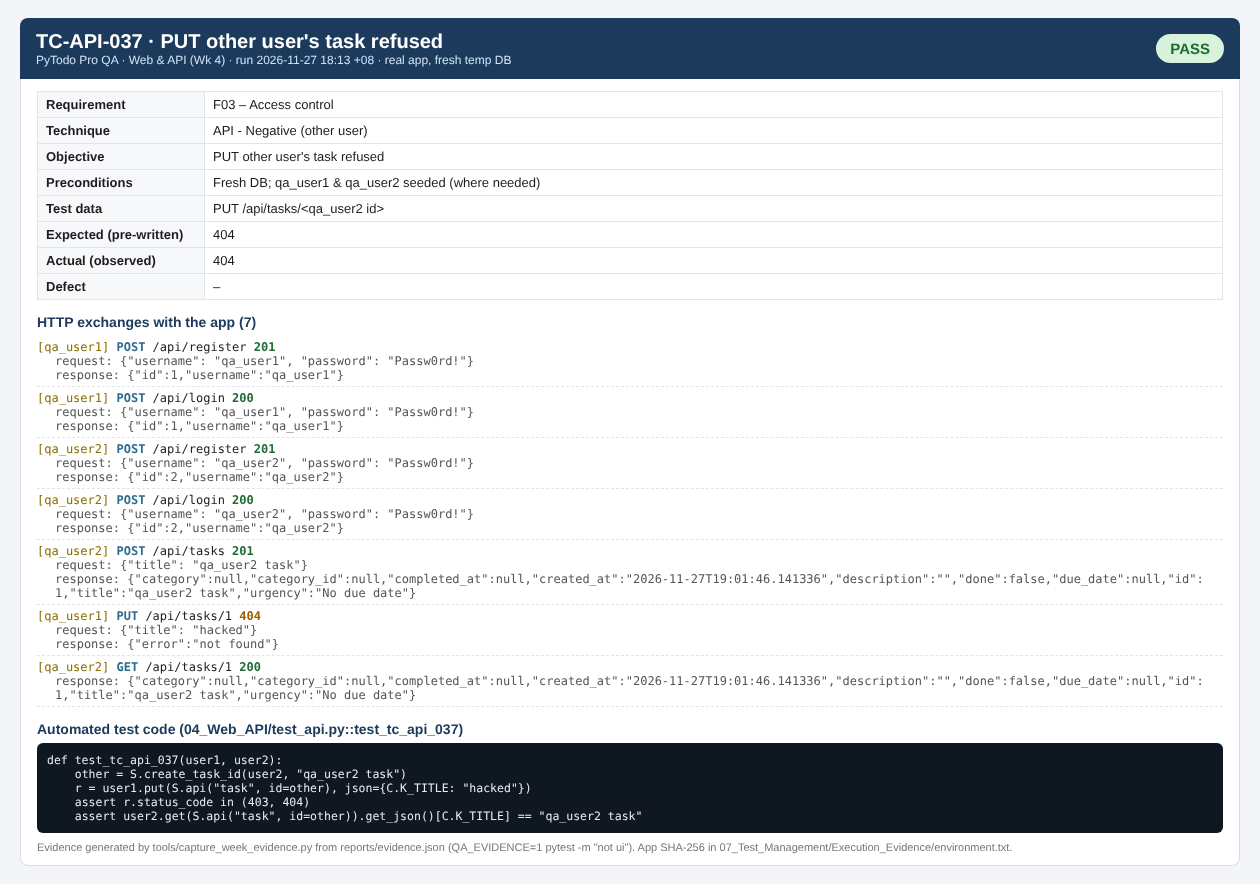 TC-API-037 · PUT other user's task refused
PyTodo Pro QA · Web & API (Wk 4) · run 2026-11-27 18:13 +08 · real app, fresh temp DB
PASS
Requirement F03 – Access control
Technique API - Negative (other user)
Objective PUT other user's task refused
Preconditions Fresh DB; qa_user1 & qa_user2 seeded (where needed)
Test data PUT /api/tasks/<qa_user2 id>
Expected (pre-written) 404
Actual (observed) 404
Defect –
HTTP exchanges with the app (7)
[qa_user1] POST /api/register 201
request: {"username": "qa_user1", "password": "Passw0rd!"}
response: {"id":1,"username":"qa_user1"}
[qa_user1] POST /api/login 200
request: {"username": "qa_user1", "password": "Passw0rd!"}
response: {"id":1,"username":"qa_user1"}
[qa_user2] POST /api/register 201
request: {"username": "qa_user2", "password": "Passw0rd!"}
response: {"id":2,"username":"qa_user2"}
[qa_user2] POST /api/login 200
request: {"username": "qa_user2", "password": "Passw0rd!"}
response: {"id":2,"username":"qa_user2"}
[qa_user2] POST /api/tasks 201
request: {"title": "qa_user2 task"}
response: {"category":null,"category_id":null,"completed_at":null,"created_at":"2026-11-27T19:01:46.141336","description":"","done":false,"due_date":null,"id":
1,"title":"qa_user2 task","urgency":"No due date"}
[qa_user1] PUT /api/tasks/1 404
request: {"title": "hacked"}
response: {"error":"not found"}
[qa_user2] GET /api/tasks/1 200
response: {"category":null,"category_id":null,"completed_at":null,"created_at":"2026-11-27T19:01:46.141336","description":"","done":false,"due_date":null,"id":
1,"title":"qa_user2 task","urgency":"No due date"}
Automated test code (04_Web_API/test_api.py::test_tc_api_037)
def test_tc_api_037(user1, user2):
    other = S.create_task_id(user2, "qa_user2 task")
    r = user1.put(S.api("task", id=other), json={C.K_TITLE: "hacked"})
    assert r.status_code in (403, 404)
    assert user2.get(S.api("task", id=other)).get_json()[C.K_TITLE] == "qa_user2 task"
Evidence generated by tools/capture_week_evidence.py from reports/evidence.json (QA_EVIDENCE=1 pytest -m "not ui"). App SHA-256 in 07_Test_Management/Execution_Evidence/environment.txt.